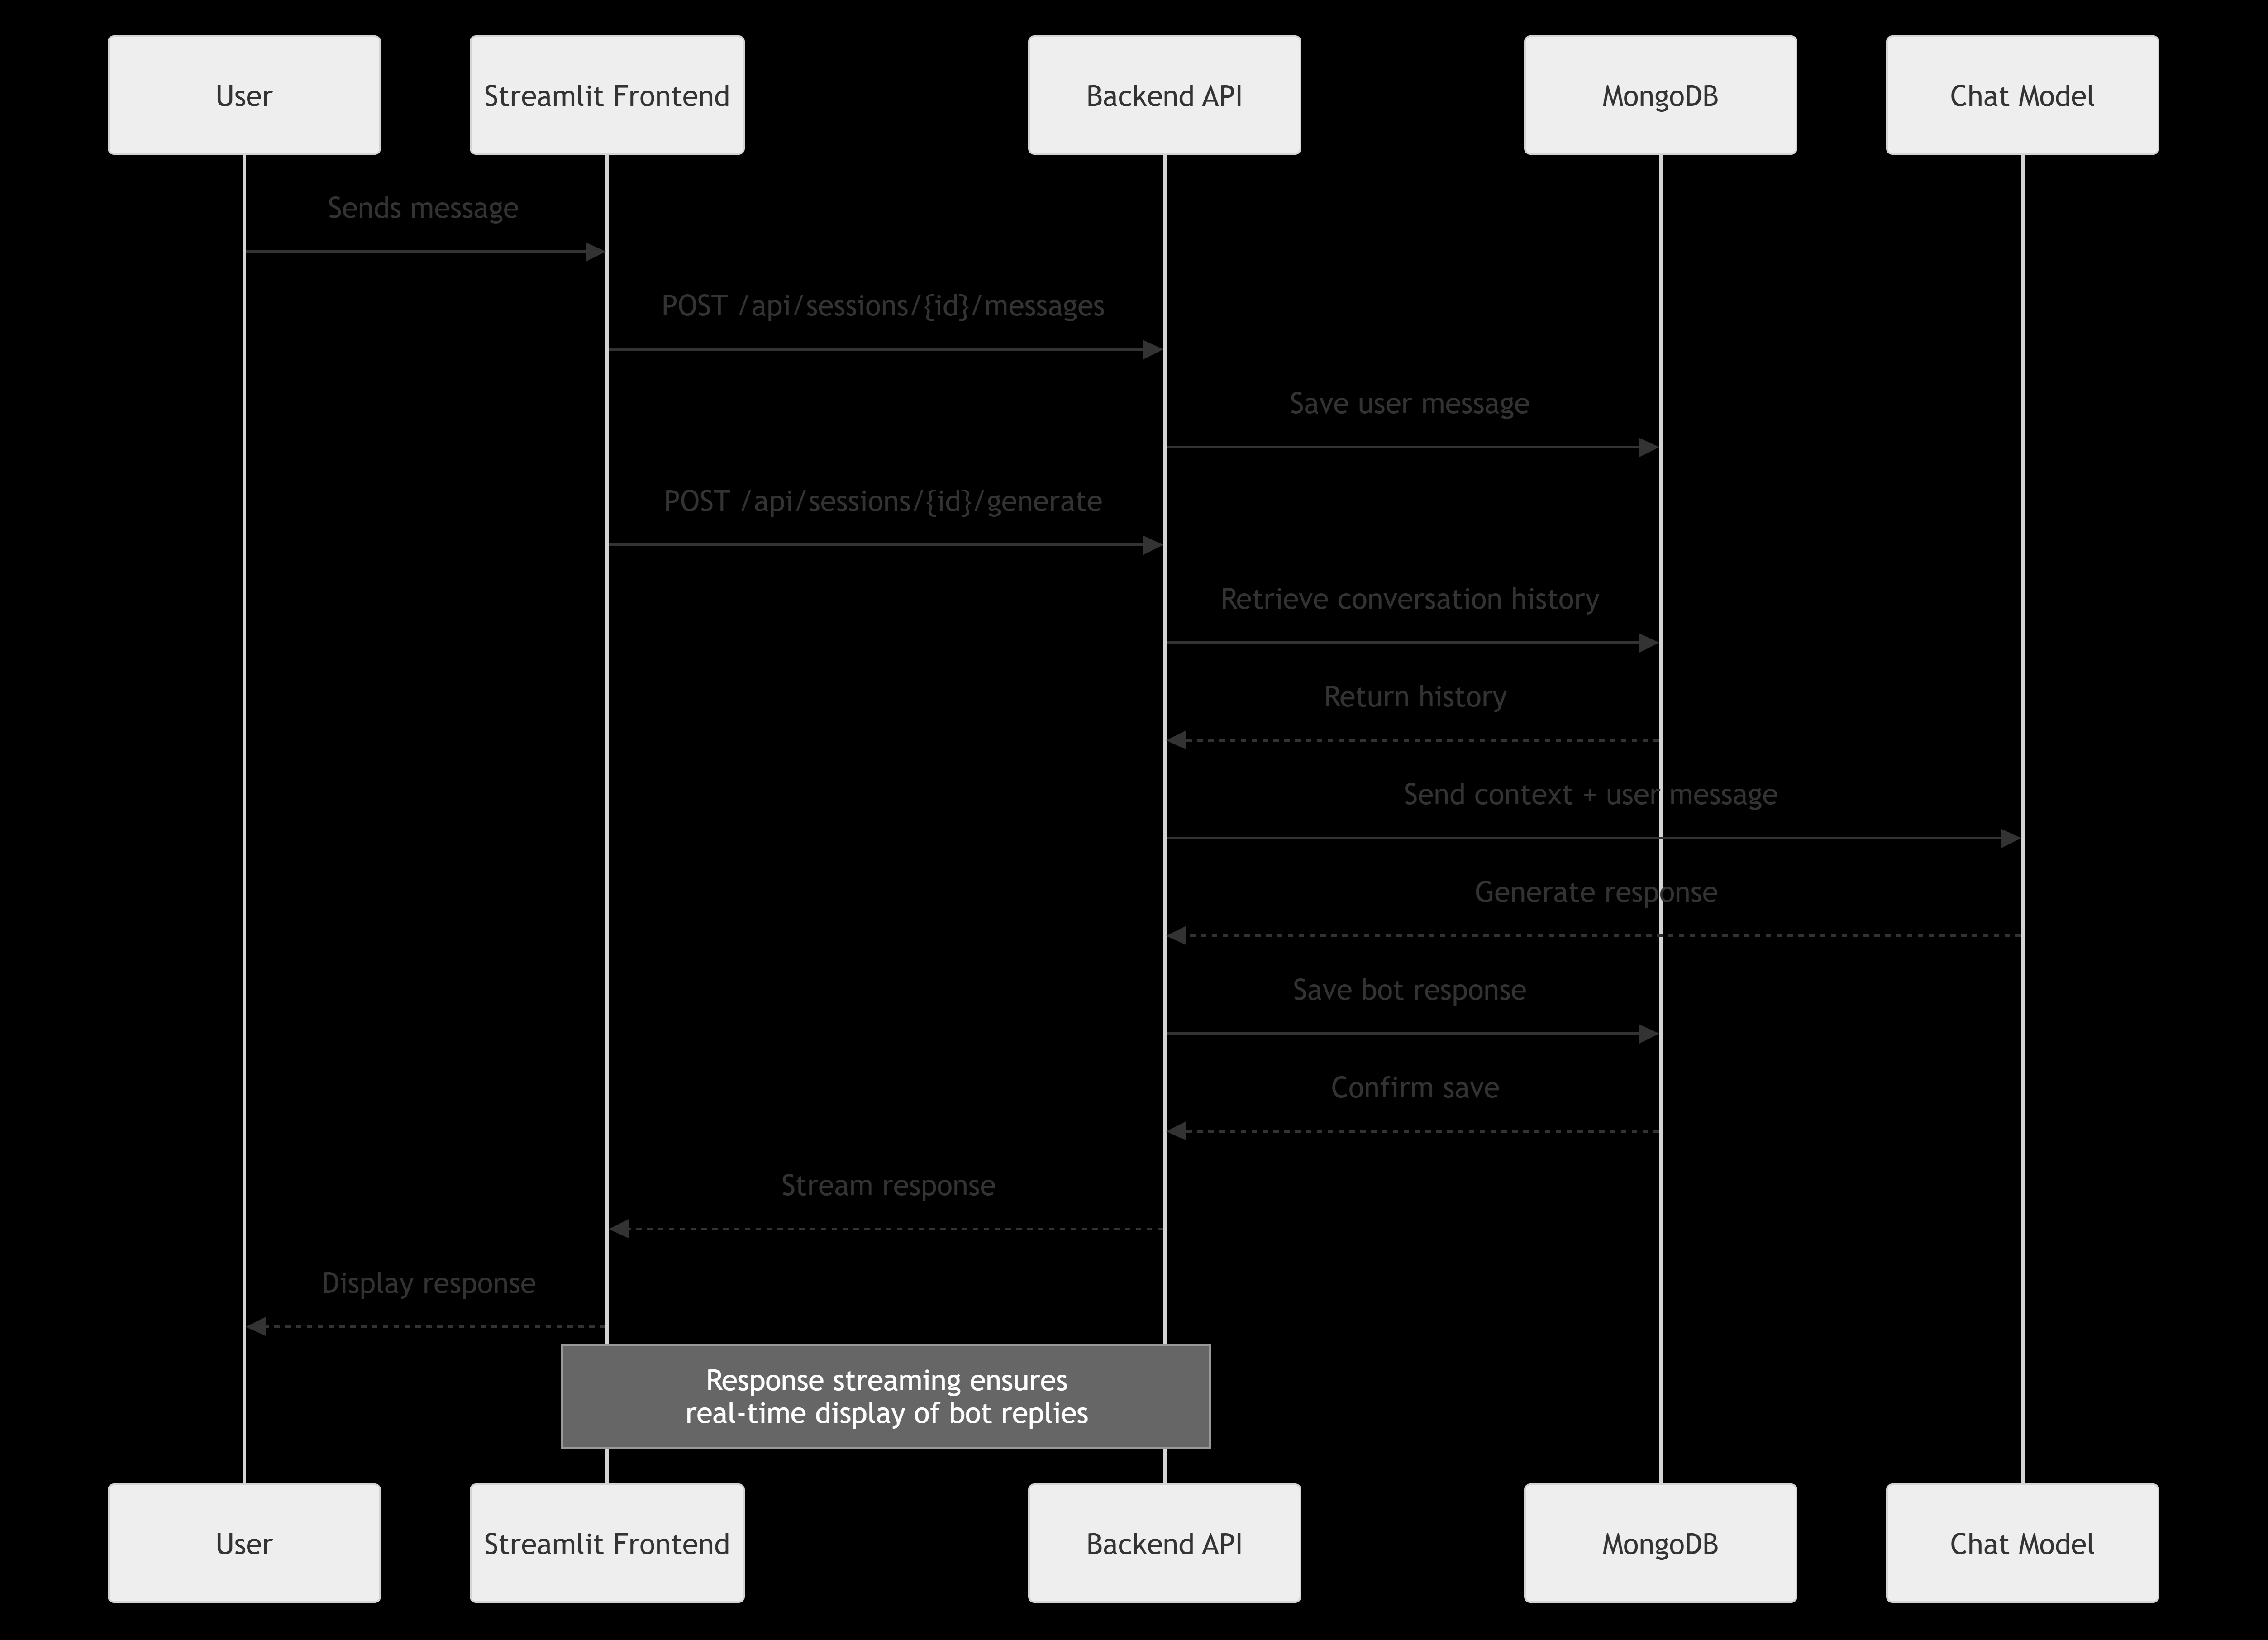 User
Streamlit Frontend
Backend API
MongoDB
Chat Model
Sends message
POST /api/sessions/{id}/messages
Save user message
POST /api/sessions/{id}/generate
Retrieve conversation history
Return history
Send context + user message
Generate response
Save bot response
Confirm save
Stream response
Display response
Response streaming ensures
real-time display of bot replies
User
Streamlit Frontend
Backend API
MongoDB
Chat Model